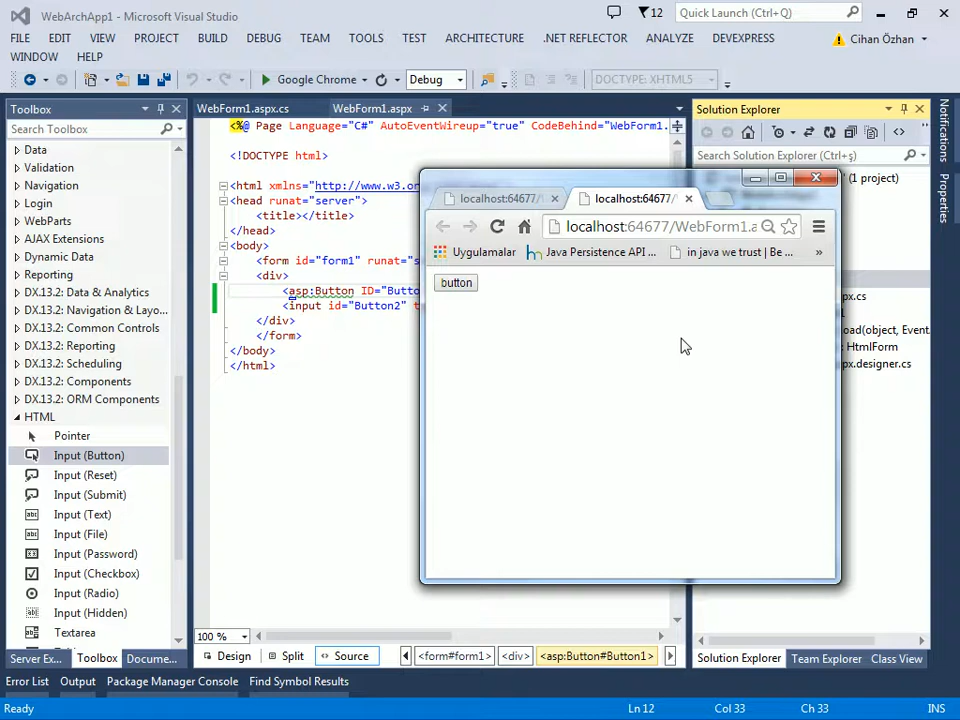 WebArchApp1 - Microsoft Visual Studio
12
Quick Launch (Ctrl+Q)
FILE EDIT VIEW PROJECT BUILD DEBUG TEAM TOOLS TEST ARCHITECTURE .NET REFLECTOR ANALYZE DEVEXPRESS
Cihan Özhan
WINDOW HELP
Google Chrome
Debug
DOCTYPE: XHTML5
Toolbox
Search Toolbox
Data
Validation
Navigation
Login
WebParts
AJAX Extensions
Dynamic Data
Reporting
DX.13.2: Data & Analytics
DX.13.2: Navigation & Layo...
DX.13.2: Common Controls
DX.13.2: Reporting
DX.13.2: Scheduling
DX.13.2: Components
DX.13.2: ORM Components
HTML
Pointer
Input (Button)
Input (Reset)
Input (Submit)
Input (Text)
Input (File)
Input (Password)
Input (Checkbox)
Input (Radio)
Input (Hidden)
Textarea
Server Ex...
Toolbox
Docume...
WebForm1.aspx.cs
WebForm1.aspx
<%@ Page Language="C#" AutoEventWireup="true" CodeBehind="WebForm1.
<!DOCTYPE html>
<html xmlns="http://www.w3.or
<head runat="server">
<title></title>
</head>
<body>
<form id="form1" runat="s
<div>
<asp:Button ID="Butto
<input id="Button2" t
</div>
</form>
</body>
</html>
100 %
Design
Split
Source
<form#form1>
<div>
<asp:Button#Button1>
localhost:64677/
localhost:64677/
localhost:64677/WebForm1.a
Uygulamalar
Java Persistence API ...
in java we trust | Be ...
»
button
Solution Explorer
Search Solution Explorer (Ctrl+ş)
(1 project)
px.cs
1
oad(object, Event.
: HtmlForm
px.designer.cs
Solution Explorer
Team Explorer
Class View
Notifications
Properties
Error List
Output
Package Manager Console
Find Symbol Results
Ready
Ln 12
Col 33
Ch 33
INS